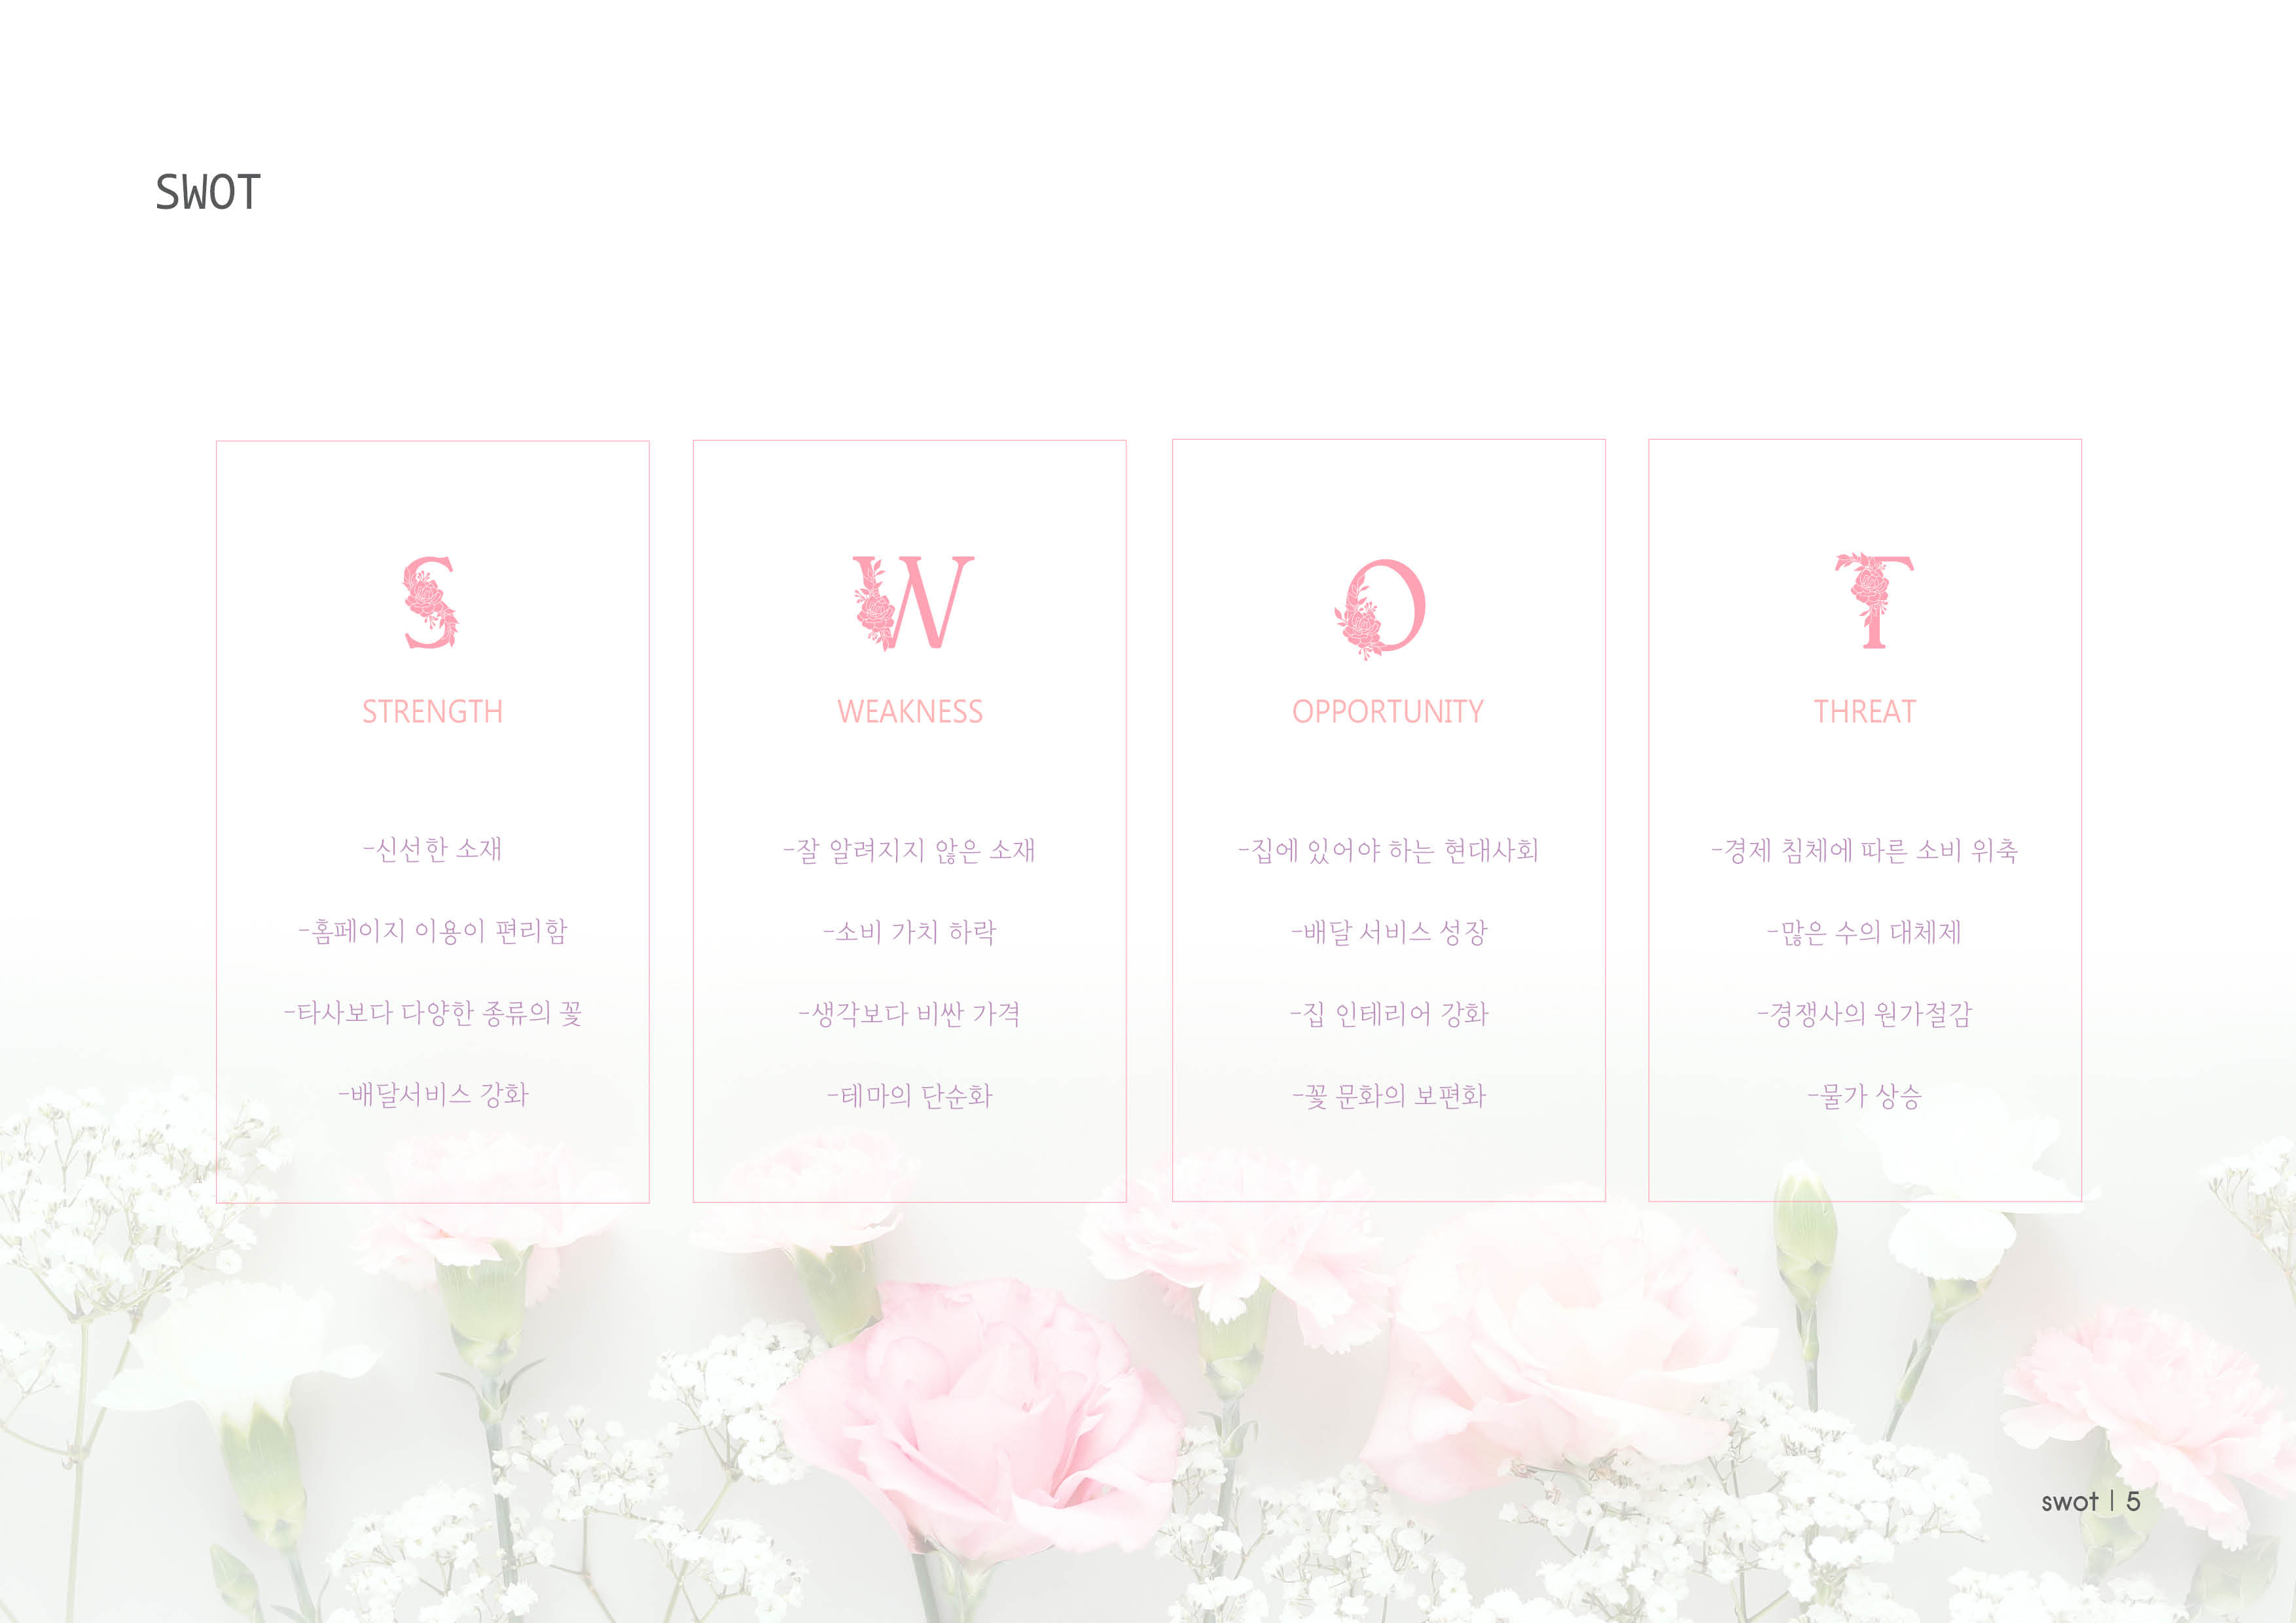 SWOT
S
STRENGTH
-신선한 소재
-홈페이지 이용이 편리함
-타사보다 다양한 종류의 꽃
-배달서비스 강화
W
WEAKNESS
-잘 알려지지 않은 소재
-소비 가치 하락
-생각보다 비싼 가격
-테마의 단순화
O
OPPORTUNITY
-집에 있어야 하는 현대사회
-배달 서비스 성장
-집 인테리어 강화
-꽃 문화의 보편화
T
THREAT
-경제 침체에 따른 소비 위축
-많은 수의 대체제
-경쟁사의 원가절감
-물가 상승
swot | 5